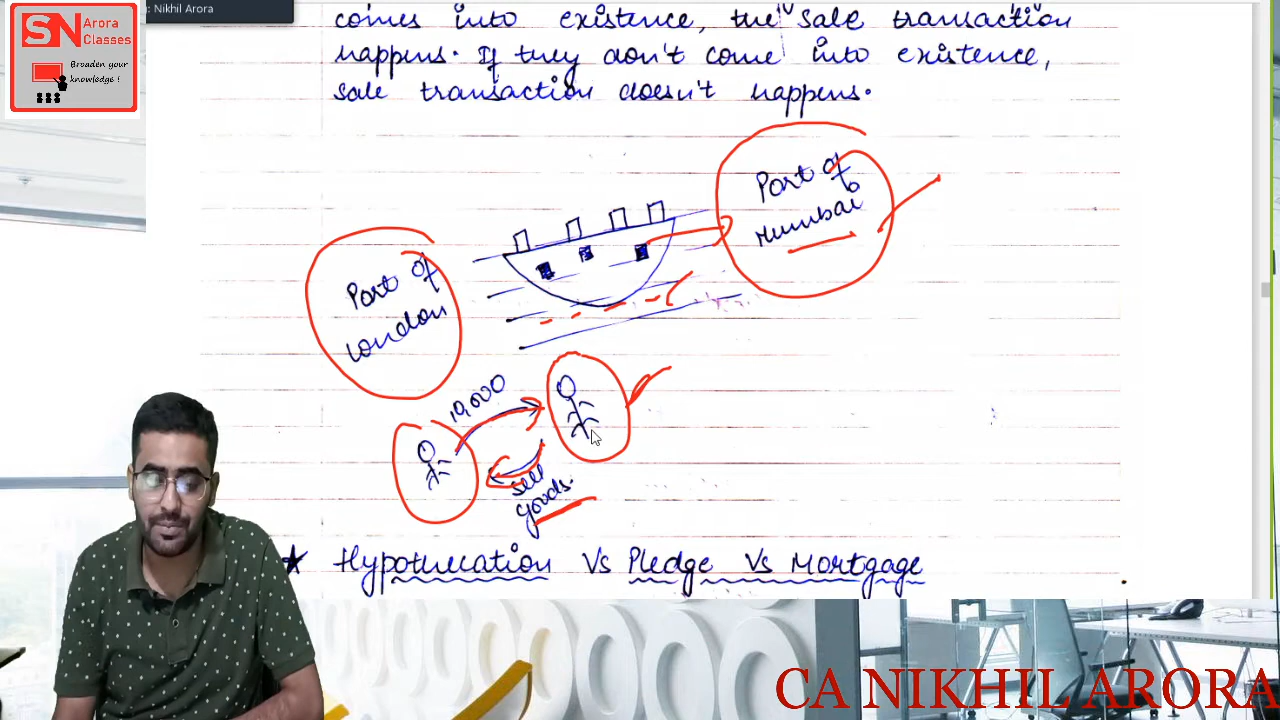 : Nikhil Arora
SN Arora
Classes
Broaden your
knowledge !
comes into existence, the sale transaction
happens. If they don't come into existence,
sale transaction doesn't happens.
Port of
Mumbai
Port of
London
10,000
sell
goods.
★ Hypothecation Vs Pledge Vs Mortgage
CA NIKHIL ARORA